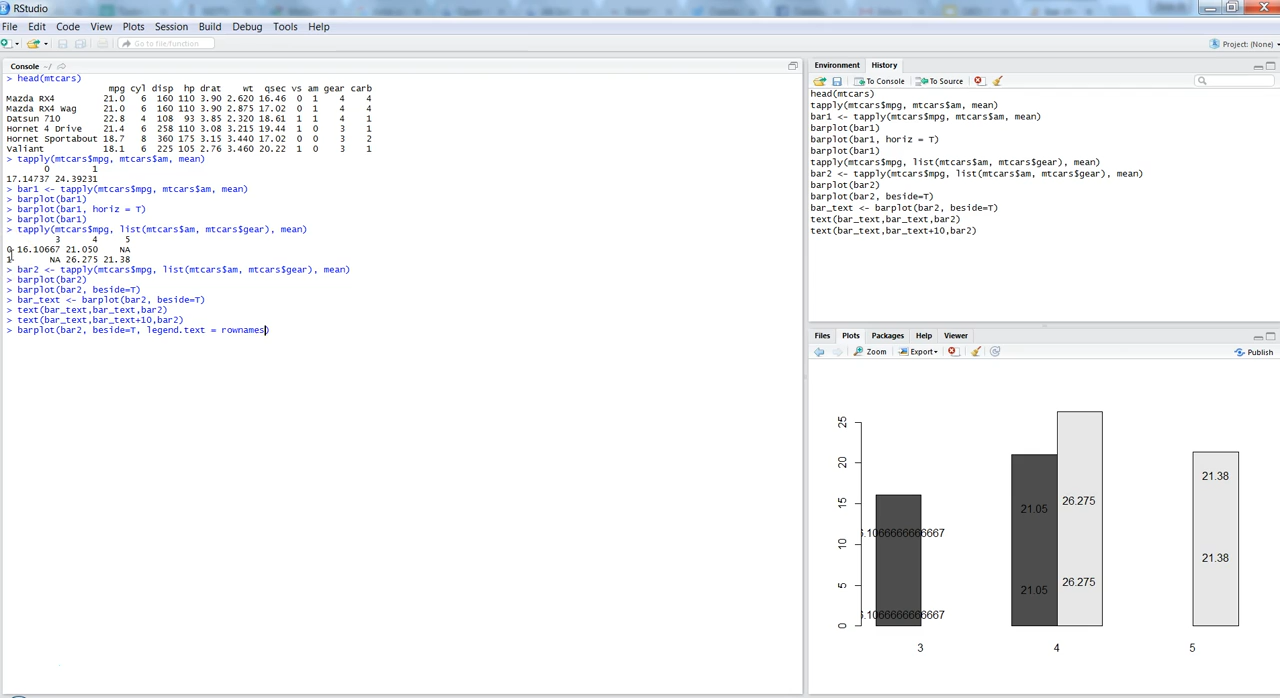 RStudio
File Edit Code View Plots Session Build Debug Tools Help
Go to file/function
Project: (None)
Console ~/
> head(mtcars)
mpg cyl disp hp drat wt qsec vs am gear carb
Mazda RX4 21.0 6 160 110 3.90 2.620 16.46 0 1 4 4
Mazda RX4 Wag 21.0 6 160 110 3.90 2.875 17.02 0 1 4 4
Datsun 710 22.8 4 108 93 3.85 2.320 18.61 1 1 4 1
Hornet 4 Drive 21.4 6 258 110 3.08 3.215 19.44 1 0 3 1
Hornet Sportabout 18.7 8 360 175 3.15 3.440 17.02 0 0 3 2
Valiant 18.1 6 225 105 2.76 3.460 20.22 1 0 3 1
> tapply(mtcars$mpg, mtcars$am, mean)
0 1
17.14737 24.39231
> bar1 <- tapply(mtcars$mpg, mtcars$am, mean)
> barplot(bar1)
> barplot(bar1, horiz = T)
> barplot(bar1)
> tapply(mtcars$mpg, list(mtcars$am, mtcars$gear), mean)
3 4 5
0 16.10667 21.050 NA
1 NA 26.275 21.38
> bar2 <- tapply(mtcars$mpg, list(mtcars$am, mtcars$gear), mean)
> barplot(bar2)
> barplot(bar2, beside=T)
> bar_text <- barplot(bar2, beside=T)
> text(bar_text,bar_text,bar2)
> text(bar_text,bar_text+10,bar2)
> barplot(bar2, beside=T, legend.text = rownames)
Environment History
To Console To Source
head(mtcars)
tapply(mtcars$mpg, mtcars$am, mean)
bar1 <- tapply(mtcars$mpg, mtcars$am, mean)
barplot(bar1)
barplot(bar1, horiz = T)
barplot(bar1)
tapply(mtcars$mpg, list(mtcars$am, mtcars$gear), mean)
bar2 <- tapply(mtcars$mpg, list(mtcars$am, mtcars$gear), mean)
barplot(bar2)
barplot(bar2, beside=T)
bar_text <- barplot(bar2, beside=T)
text(bar_text,bar_text,bar2)
text(bar_text,bar_text+10,bar2)
Files Plots Packages Help Viewer
Zoom Export Publish
25
20
15
10
5
0
21.38
26.275
21.05
6.1066666666667
21.38
26.275
21.05
6.1066666666667
3 4 5